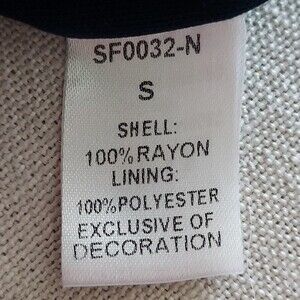 SF0032-N
S
SHELL:
100%RAYON
LINING:
100%POLYESTER
EXCLUSIVE OF
DECORATION